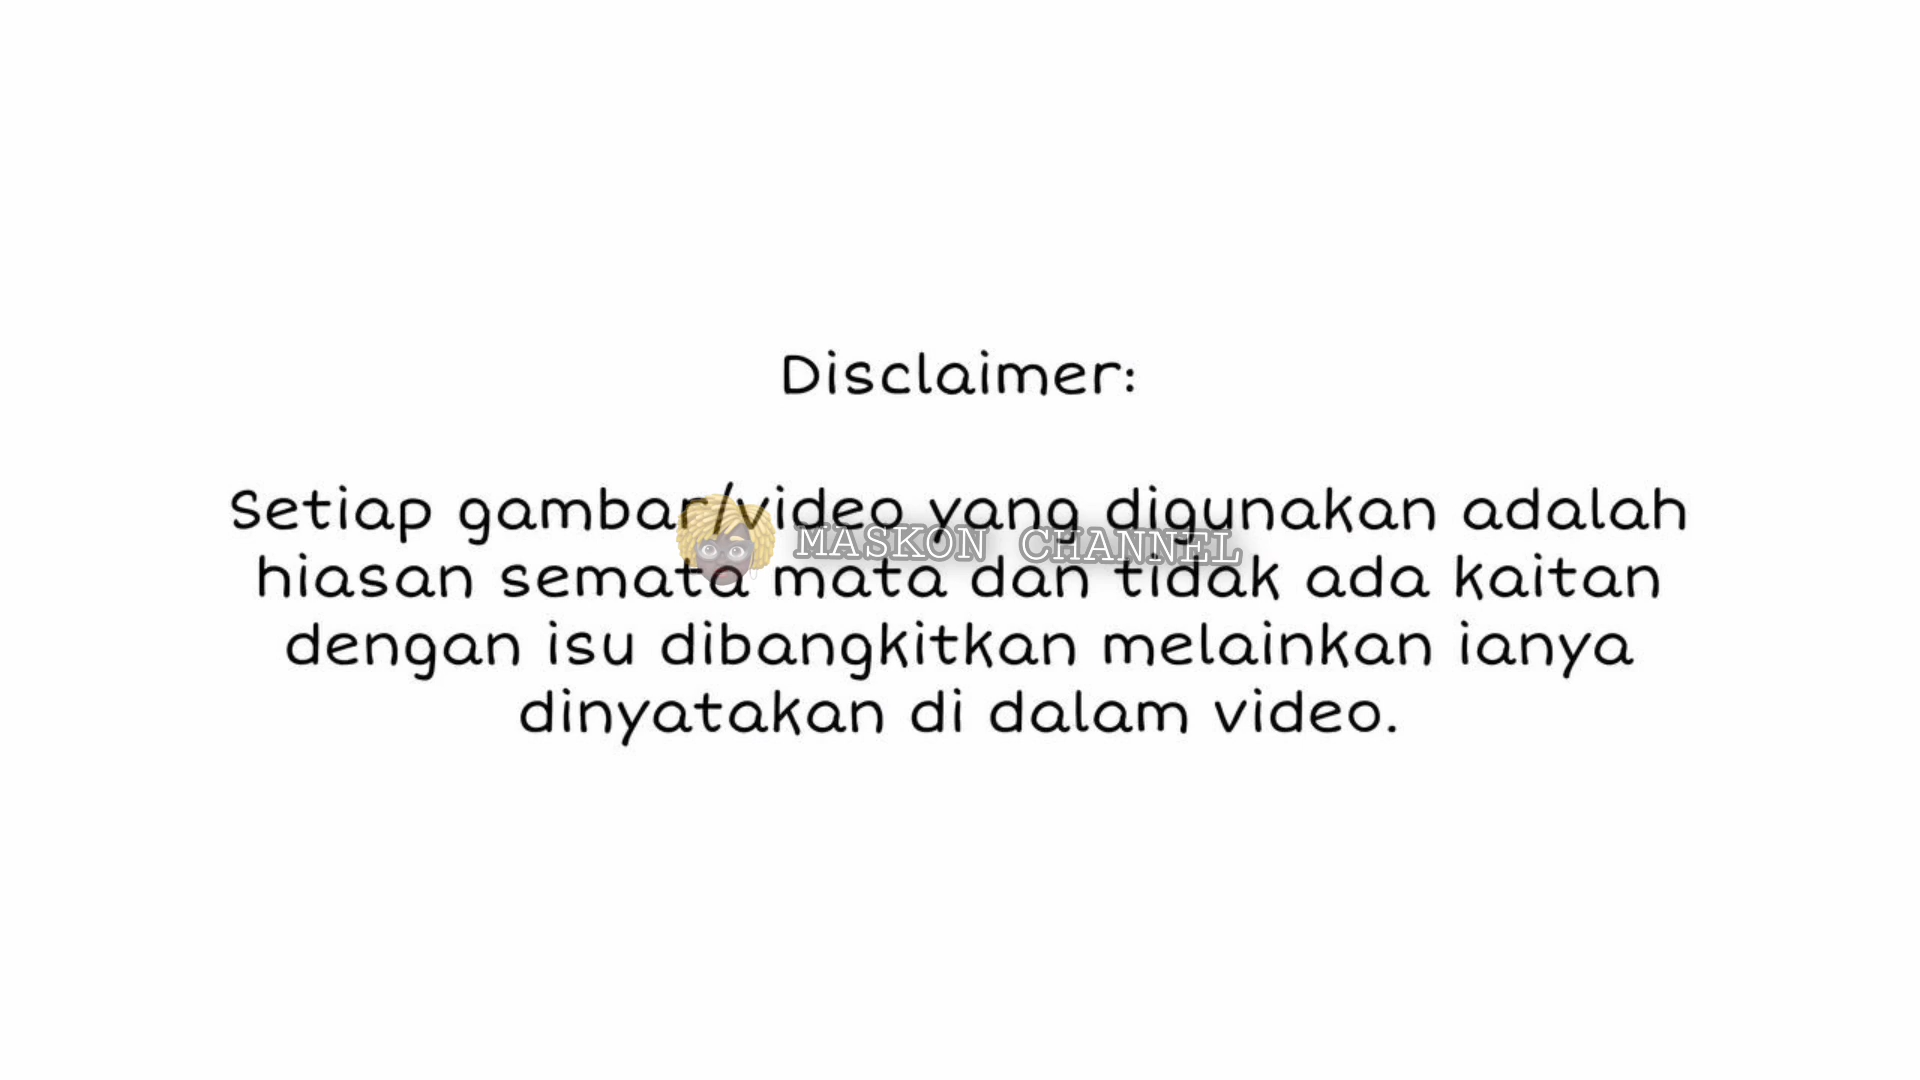 Disclaimer:
Setiap gambar/video yang digunakan adalah
MASKON CHANNEL
hiasan semata mata dan tidak ada kaitan
dengan isu dibangkitkan melainkan ianya
dinyatakan di dalam video.